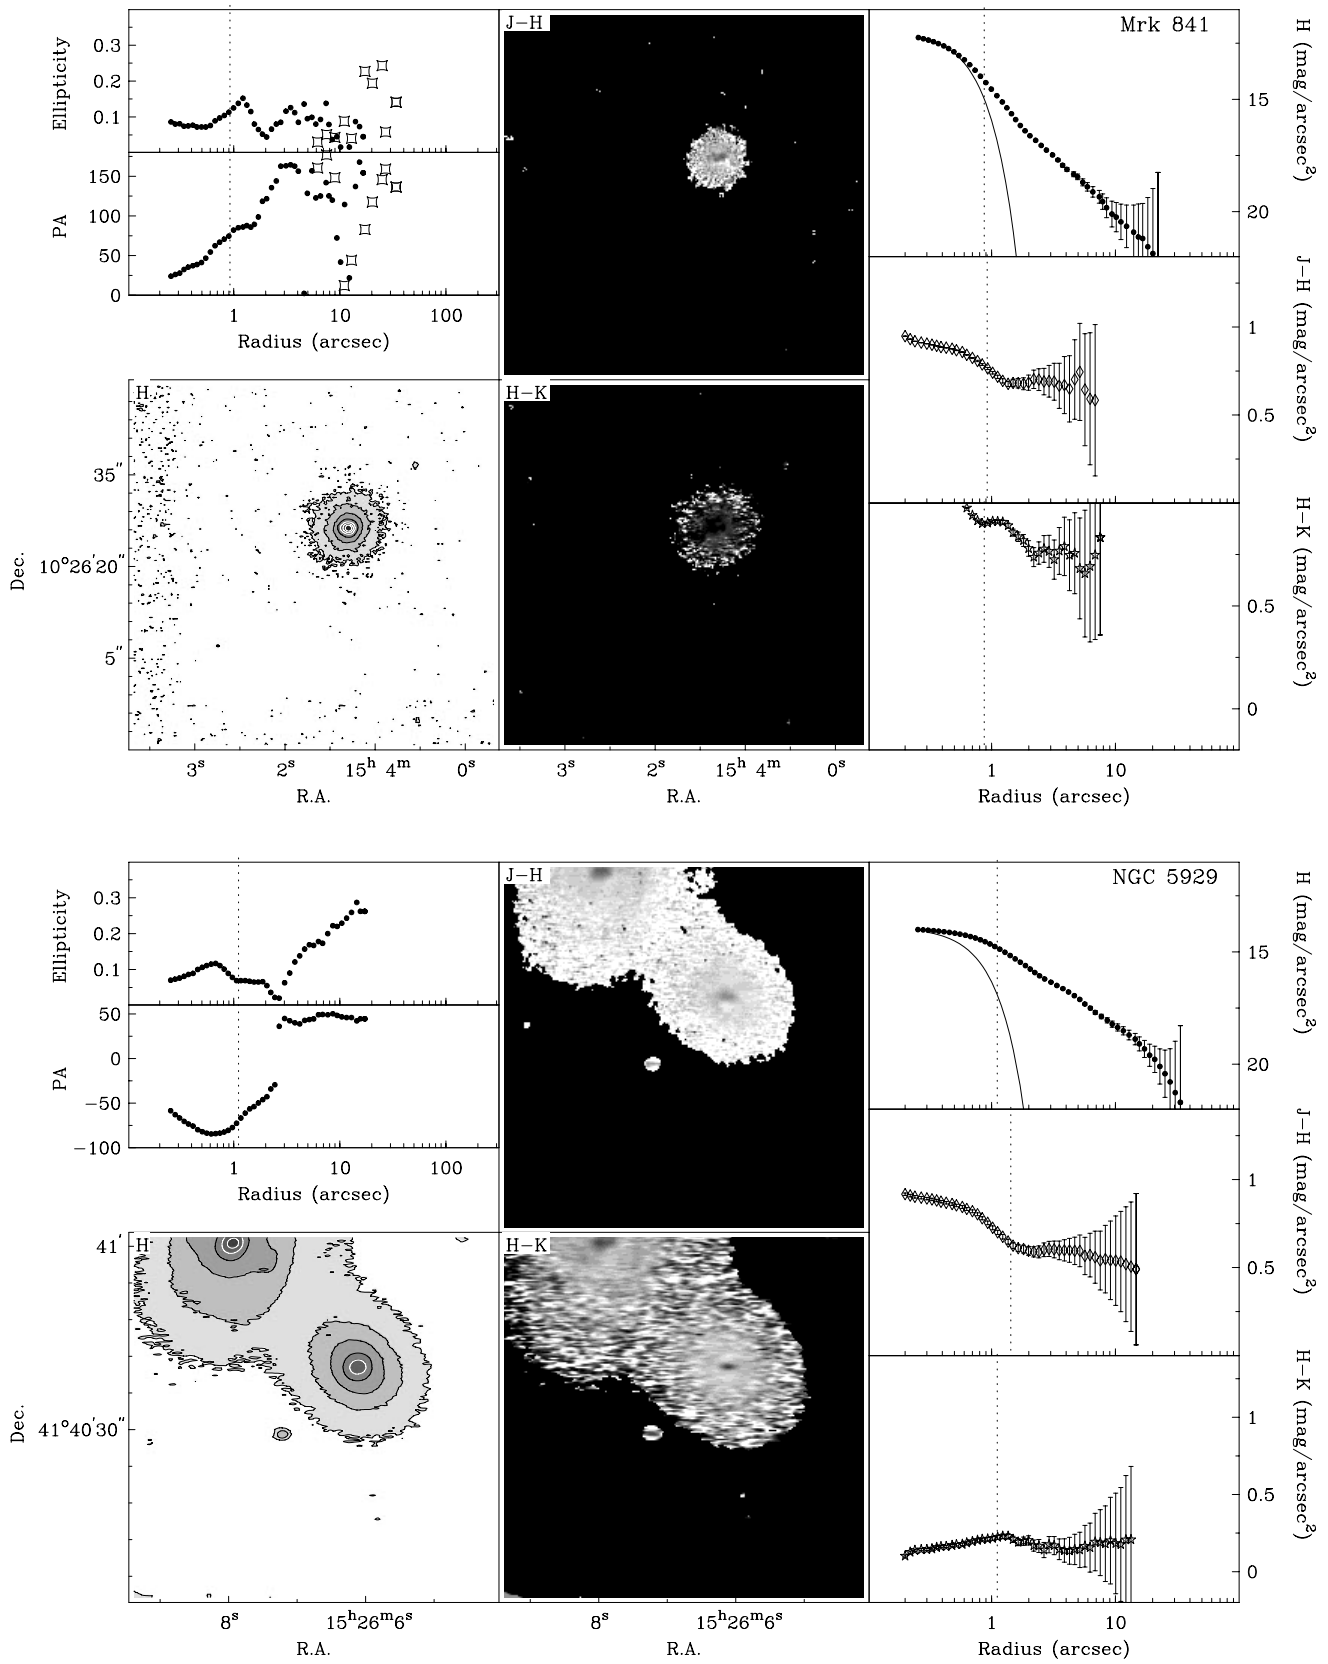 Mrk 841
Ellipticity
0.3
0.2
0.1
PA
150
100
50
0
1
10
100
Radius (arcsec)
J−H
H (mag/arcsec²)
15
20
J−H (mag/arcsec²)
1
0.5
H
Dec.
35″
10°26′20″
5″
3ˢ
2ˢ
15ʰ 4ᵐ
0ˢ
R.A.
H−K
3ˢ
2ˢ
15ʰ 4ᵐ
0ˢ
R.A.
H−K (mag/arcsec²)
0.5
0
1
10
Radius (arcsec)
NGC 5929
Ellipticity
0.3
0.2
0.1
PA
50
0
−50
−100
1
10
100
Radius (arcsec)
J−H
H (mag/arcsec²)
15
20
J−H (mag/arcsec²)
1
0.5
H
Dec.
41′
41°40′30″
8ˢ
15ʰ26ᵐ6ˢ
R.A.
H−K
8ˢ
15ʰ26ᵐ6ˢ
R.A.
H−K (mag/arcsec²)
1
0.5
0
1
10
Radius (arcsec)